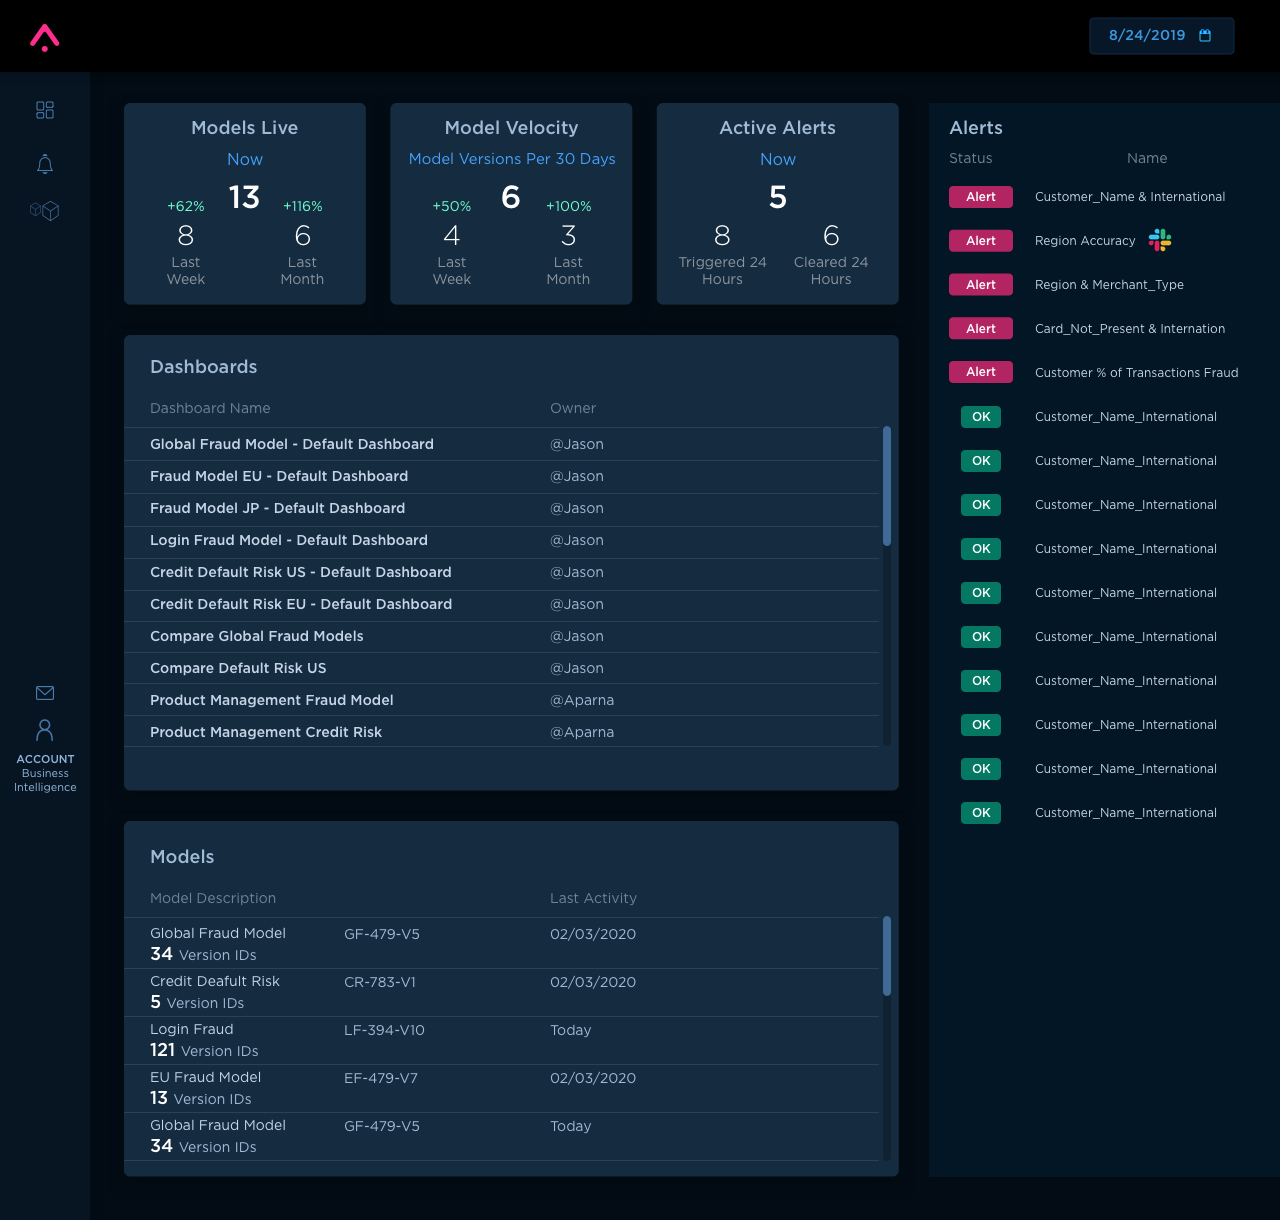 8/24/2019
Models Live
Now
13
+62%
+116%
8
6
Last
Week
Last
Month
Model Velocity
Model Versions Per 30 Days
6
+50%
+100%
4
3
Last
Week
Last
Month
Active Alerts
Now
5
8
6
Triggered 24
Hours
Cleared 24
Hours
Dashboards
Dashboard Name Owner
Global Fraud Model - Default Dashboard @Jason
Fraud Model EU - Default Dashboard @Jason
Fraud Model JP - Default Dashboard @Jason
Login Fraud Model - Default Dashboard @Jason
Credit Default Risk US - Default Dashboard @Jason
Credit Default Risk EU - Default Dashboard @Jason
Compare Global Fraud Models @Jason
Compare Default Risk US @Jason
Product Management Fraud Model @Aparna
Product Management Credit Risk @Aparna
Models
Model Description Last Activity
Global Fraud Model GF-479-V5 02/03/2020
34 Version IDs
Credit Deafult Risk CR-783-V1 02/03/2020
5 Version IDs
Login Fraud LF-394-V10 Today
121 Version IDs
EU Fraud Model EF-479-V7 02/03/2020
13 Version IDs
Global Fraud Model GF-479-V5 Today
34 Version IDs
Alerts
Status Name
Alert Customer_Name & International
Alert Region Accuracy
Alert Region & Merchant_Type
Alert Card_Not_Present & Internation
Alert Customer % of Transactions Fraud
OK Customer_Name_International
OK Customer_Name_International
OK Customer_Name_International
OK Customer_Name_International
OK Customer_Name_International
OK Customer_Name_International
OK Customer_Name_International
OK Customer_Name_International
OK Customer_Name_International
OK Customer_Name_International
ACCOUNT
Business
Intelligence